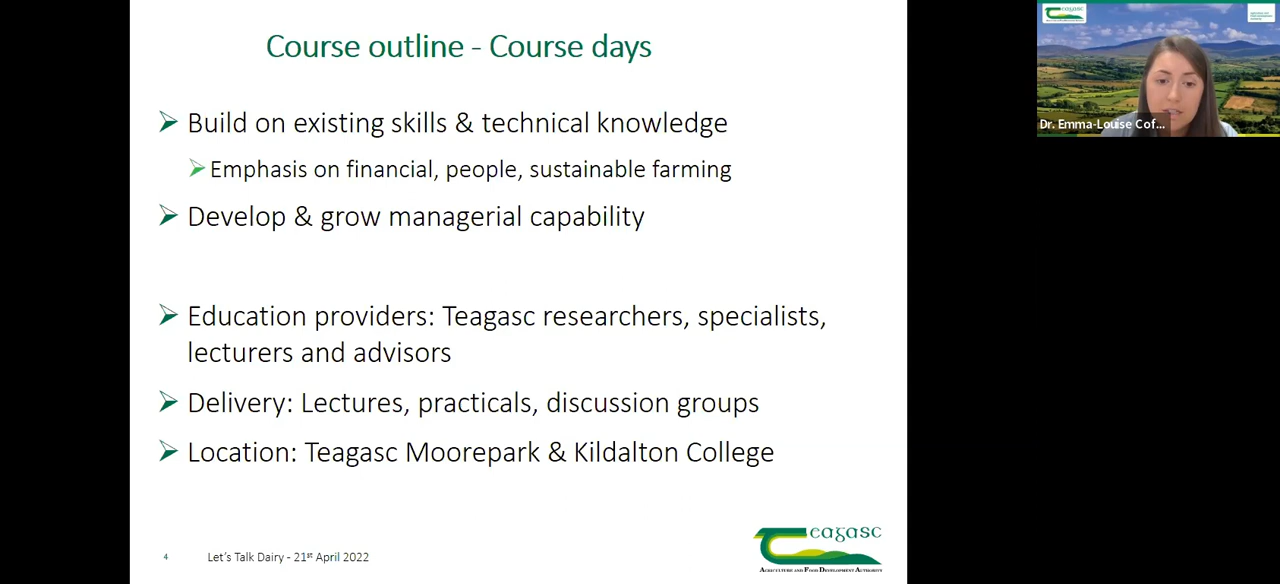 Course outline - Course days
Build on existing skills & technical knowledge
Emphasis on financial, people, sustainable farming
Develop & grow managerial capability
Education providers: Teagasc researchers, specialists,
lecturers and advisors
Delivery: Lectures, practicals, discussion groups
Location: Teagasc Moorepark & Kildalton College
4
Let's Talk Dairy - 21st April 2022
eagasc
AGRICULTURE AND FOOD DEVELOPMENT AUTHORITY
eagasc
Dr. Emma-Louise Cof...